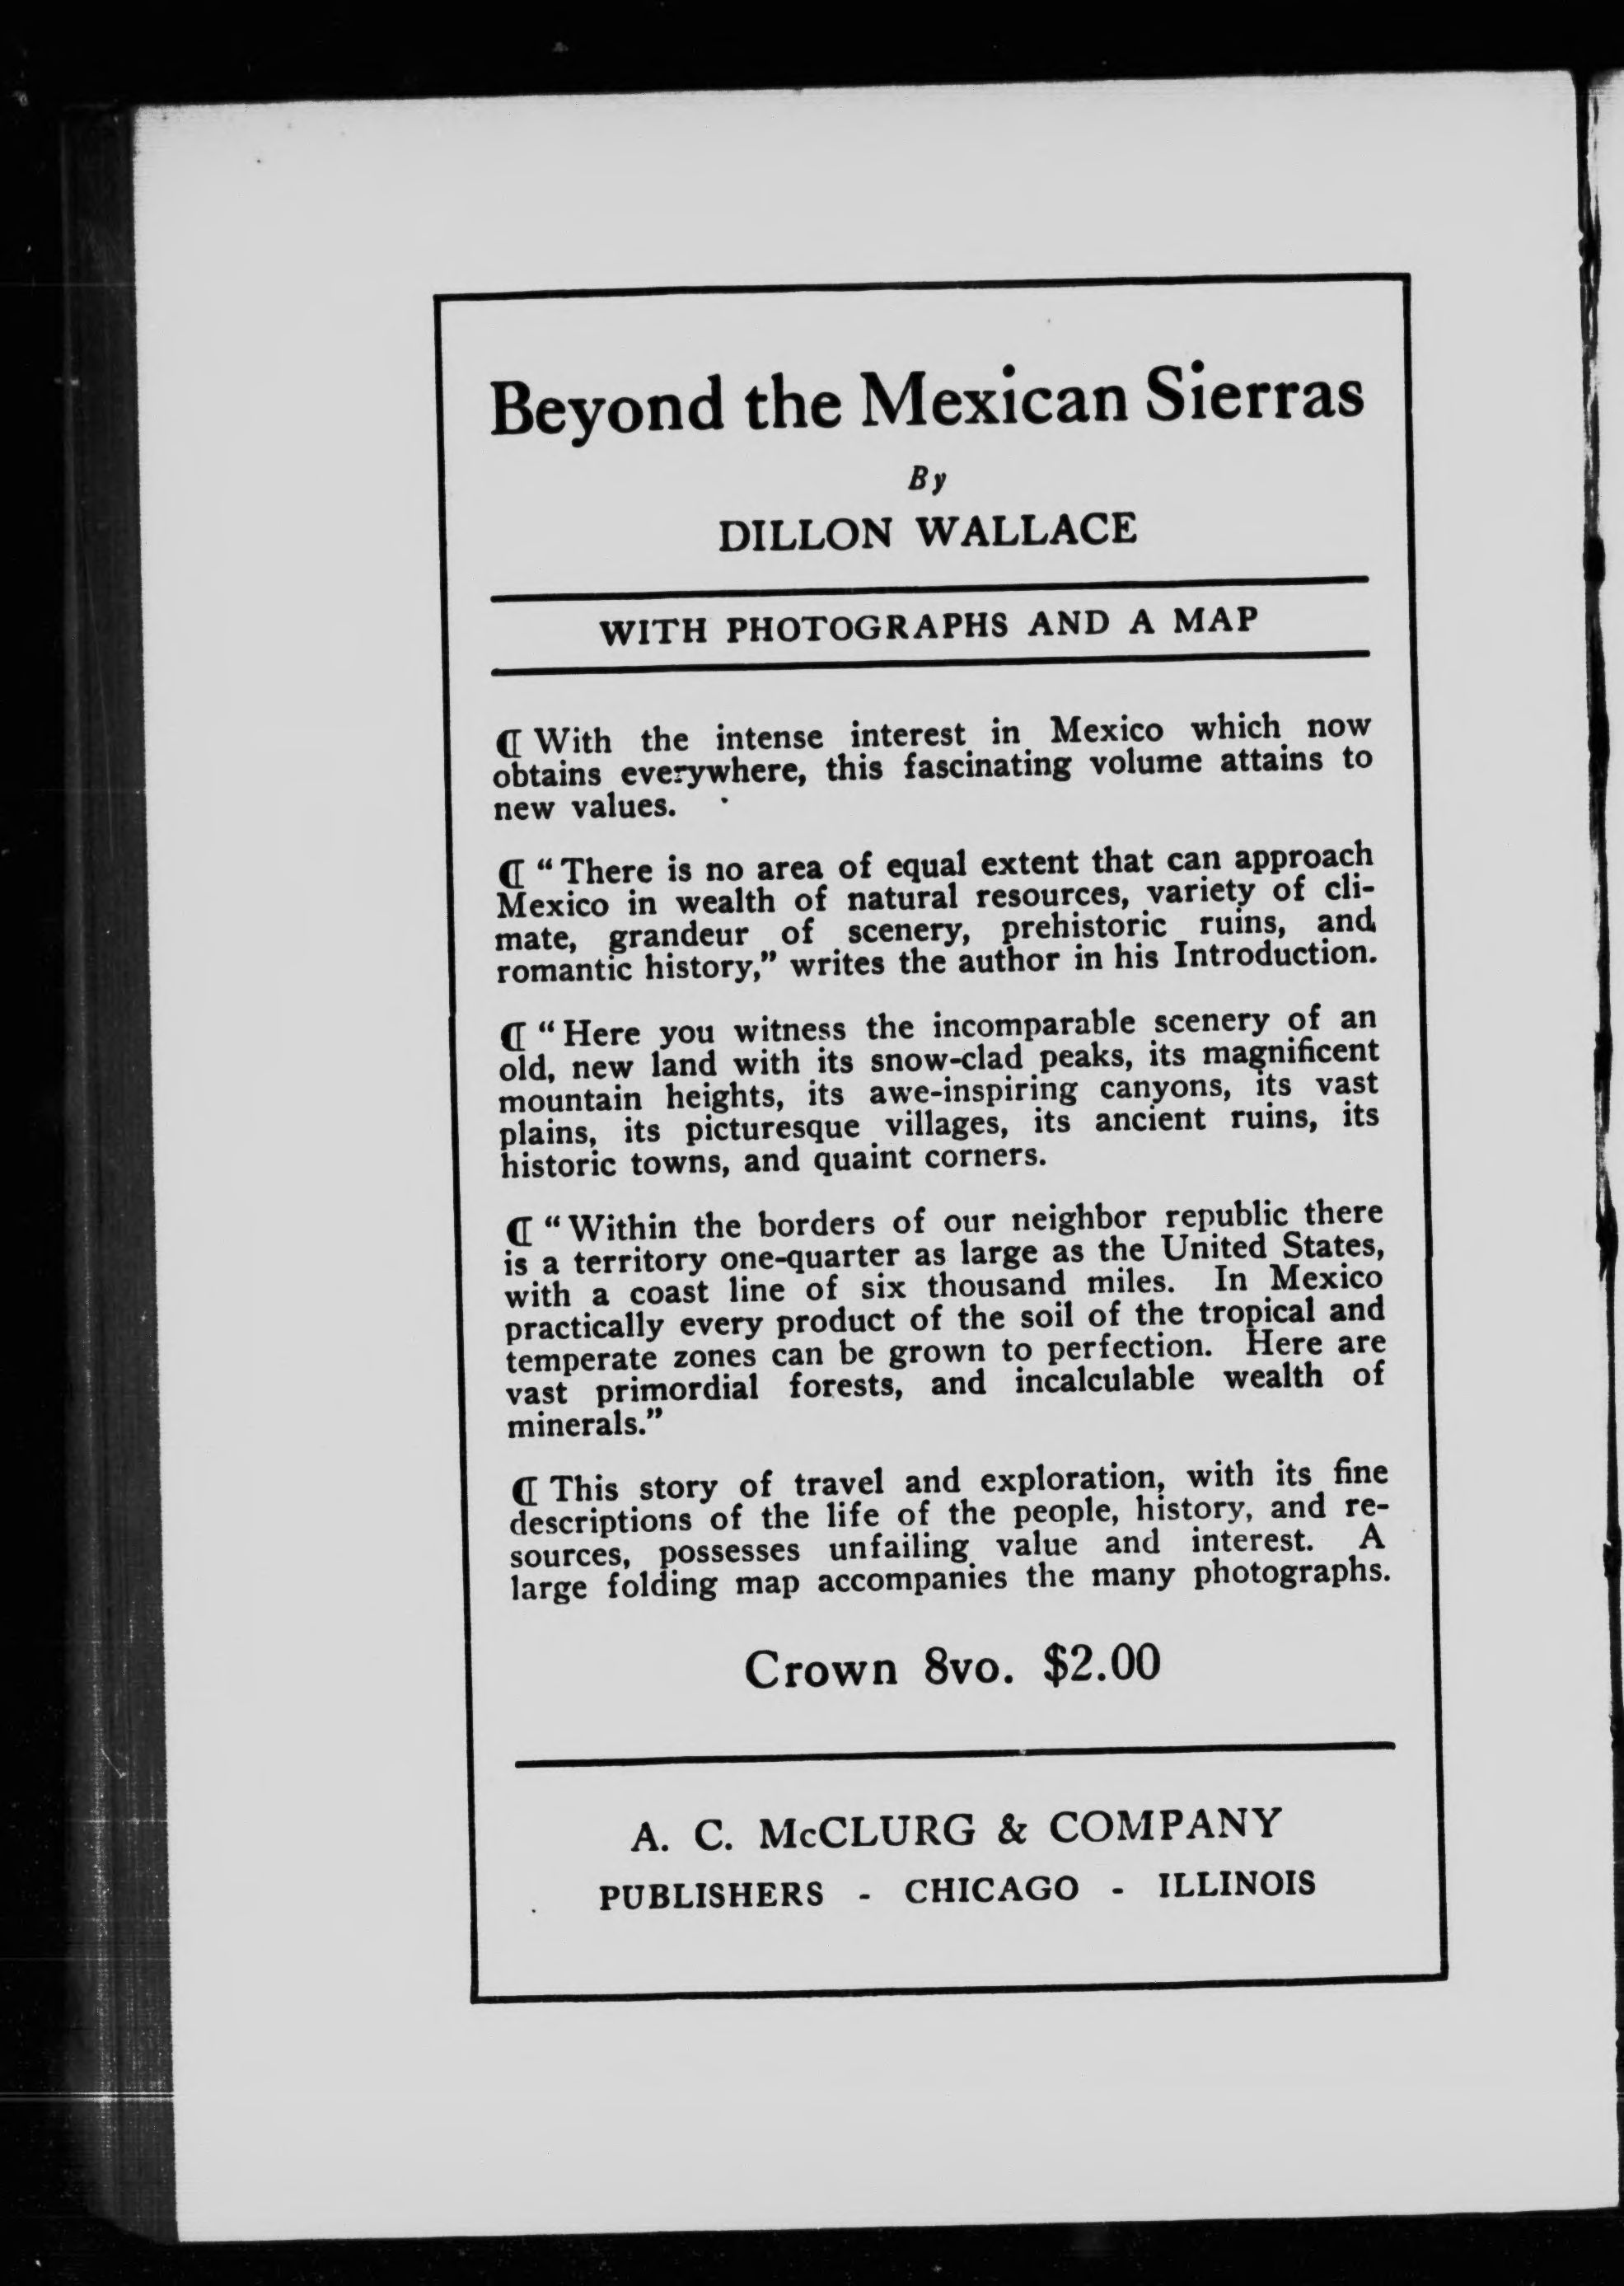 Beyond the Mexican Sierras
By
DILLON WALLACE
WITH PHOTOGRAPHS AND A MAP
⁋ With the intense interest in Mexico which now
obtains everywhere, this fascinating volume attains to
new values.
⁋ “There is no area of equal extent that can approach
Mexico in wealth of natural resources, variety of cli-
mate, grandeur of scenery, prehistoric ruins, and
romantic history,” writes the author in his Introduction.
⁋ “Here you witness the incomparable scenery of an
old, new land with its snow-clad peaks, its magnificent
mountain heights, its awe-inspiring canyons, its vast
plains, its picturesque villages, its ancient ruins, its
historic towns, and quaint corners.
⁋ “Within the borders of our neighbor republic there
is a territory one-quarter as large as the United States,
with a coast line of six thousand miles. In Mexico
practically every product of the soil of the tropical and
temperate zones can be grown to perfection. Here are
vast primordial forests, and incalculable wealth of
minerals.”
⁋ This story of travel and exploration, with its fine
descriptions of the life of the people, history, and re-
sources, possesses unfailing value and interest. A
large folding map accompanies the many photographs.
Crown 8vo. $2.00
A. C. McCLURG & COMPANY
PUBLISHERS - CHICAGO - ILLINOIS